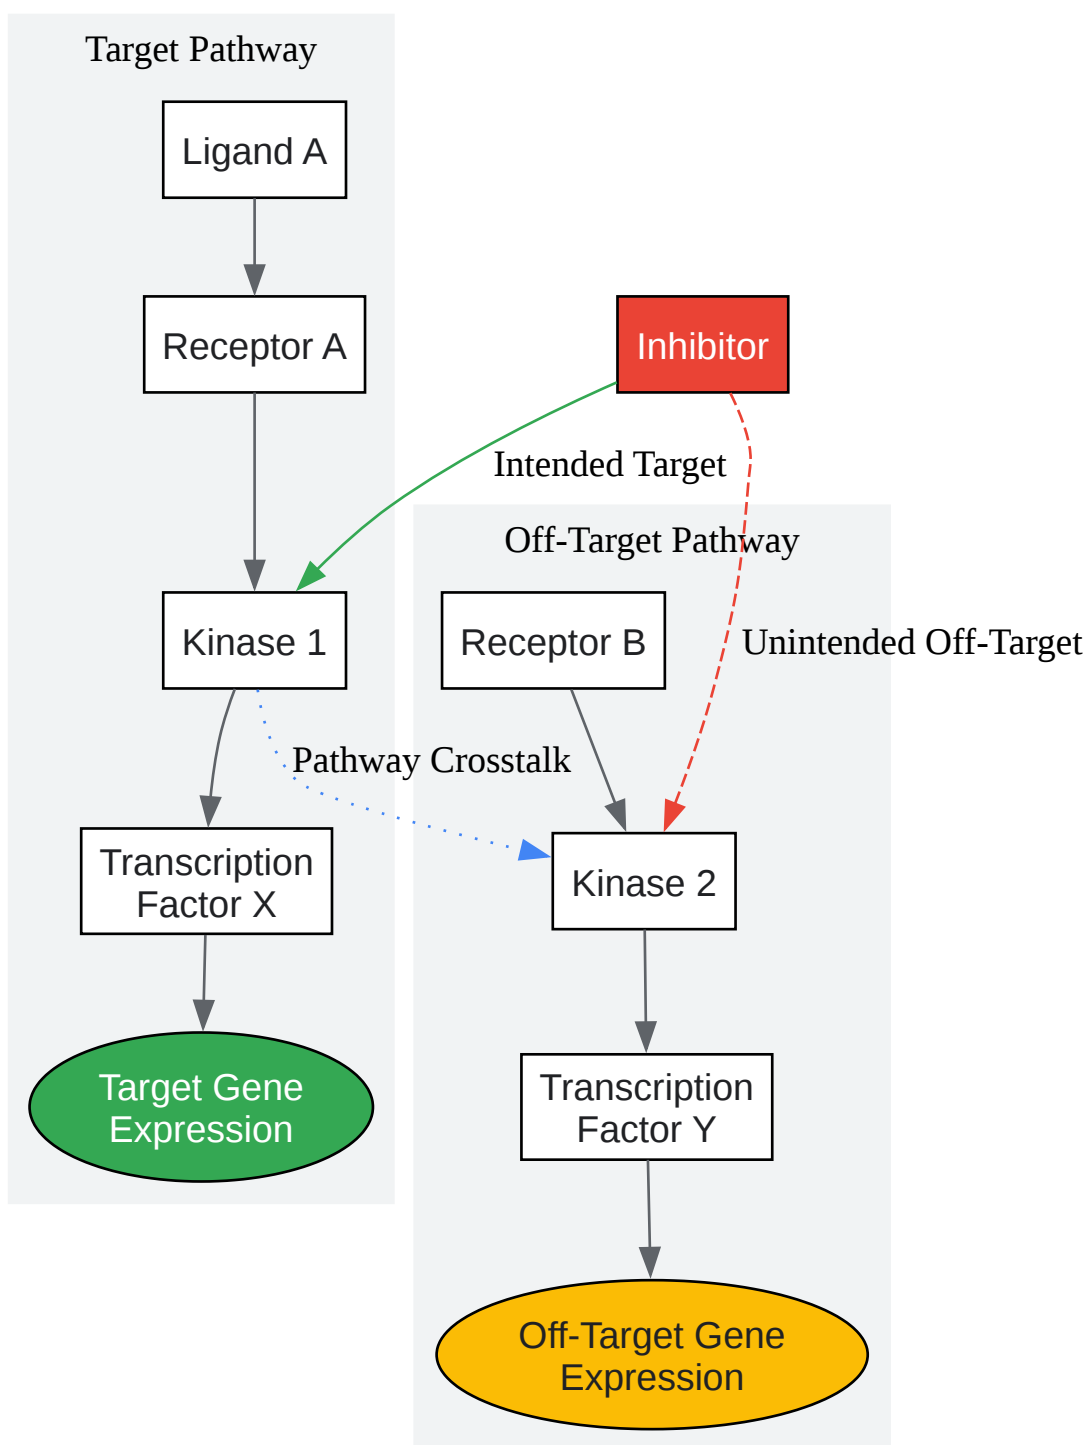 Target Pathway
Ligand A
Receptor A
Inhibitor
Intended Target
Off-Target Pathway
Kinase 1
Receptor B
Unintended Off-Target
Pathway Crosstalk
Transcription
Factor X
Kinase 2
Target Gene
Expression
Transcription
Factor Y
Off-Target Gene
Expression